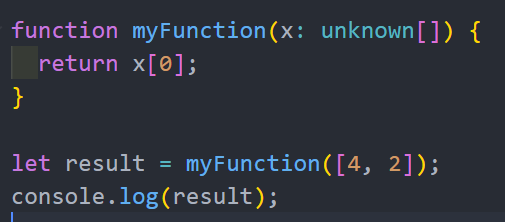 function myFunction(x: unknown[]) {
  return x[0];
}

let result = myFunction([4, 2]);
console.log(result);